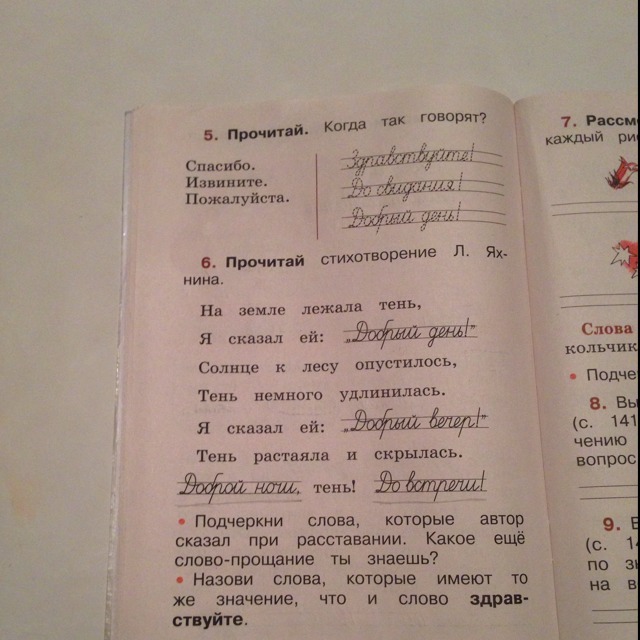 5. Прочитай. Когда так говорят?
Спасибо.
Извините.
Пожалуйста.
Здравствуйте!
До свидания!
Добрый день!
6. Прочитай стихотворение Л. Ях-
нина.
На земле лежала тень,
Я сказал ей: „Добрый день!"
Солнце к лесу опустилось,
Тень немного удлинилась.
Я сказал ей: „Добрый вечер!"
Тень растаяла и скрылась.
Доброй ночи, тень! До встречи!
• Подчеркни слова, которые автор
сказал при расставании. Какое ещё
слово-прощание ты знаешь?
• Назови слова, которые имеют то
же значение, что и слово здрав-
ствуйте.
7. Рассм
каждый ри
Слова
кольчик
• Подче
8. Вы
(с. 141
чению
вопрос
9. В
(с. 14
по зн
на в